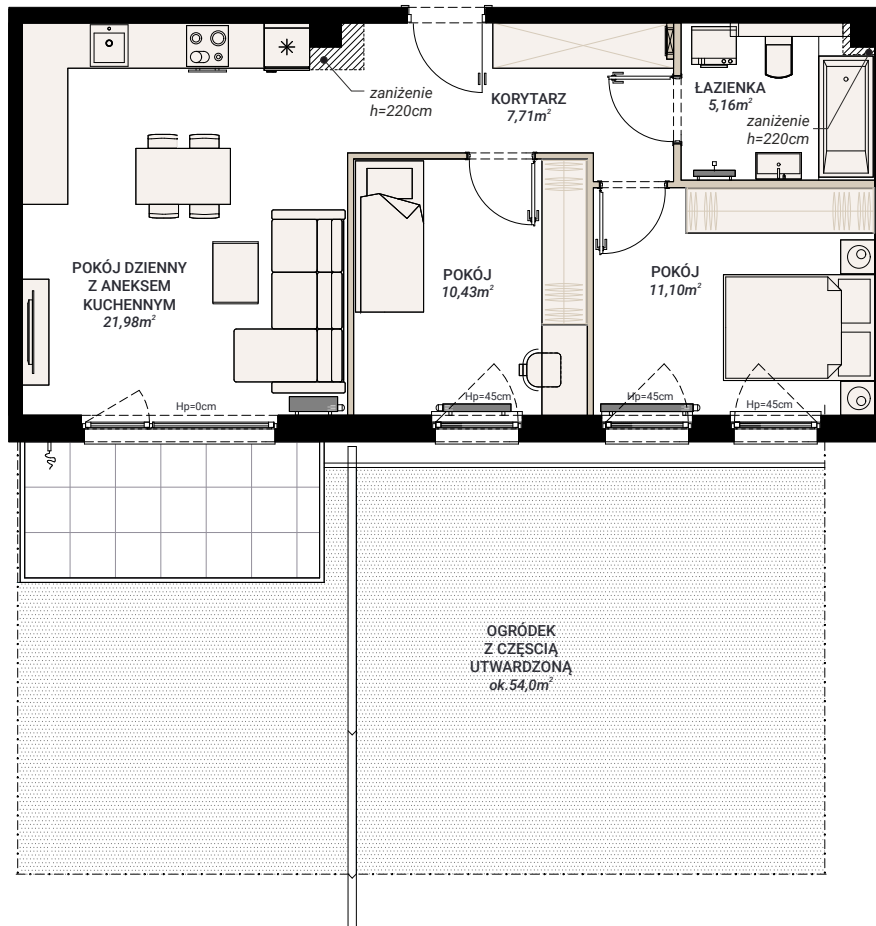 zaniżenie
h=220cm
KORYTARZ
7,71m²
ŁAZIENKA
5,16m²
zaniżenie
h=220cm
POKÓJ DZIENNY
Z ANEKSEM
KUCHENNYM
21,98m²
POKÓJ
10,43m²
POKÓJ
11,10m²
Hp=0cm
Hp=45cm
Hp=45cm
Hp=45cm
OGRÓDEK
Z CZĘSCIĄ
UTWARDZONĄ
ok.54,0m²